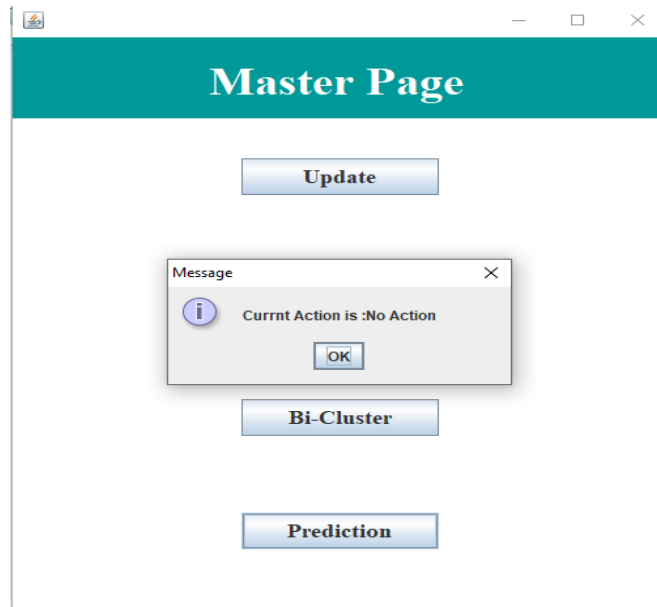 Master Page
Update
Message
Currnt Action is :No Action
OK
Bi-Cluster
Prediction